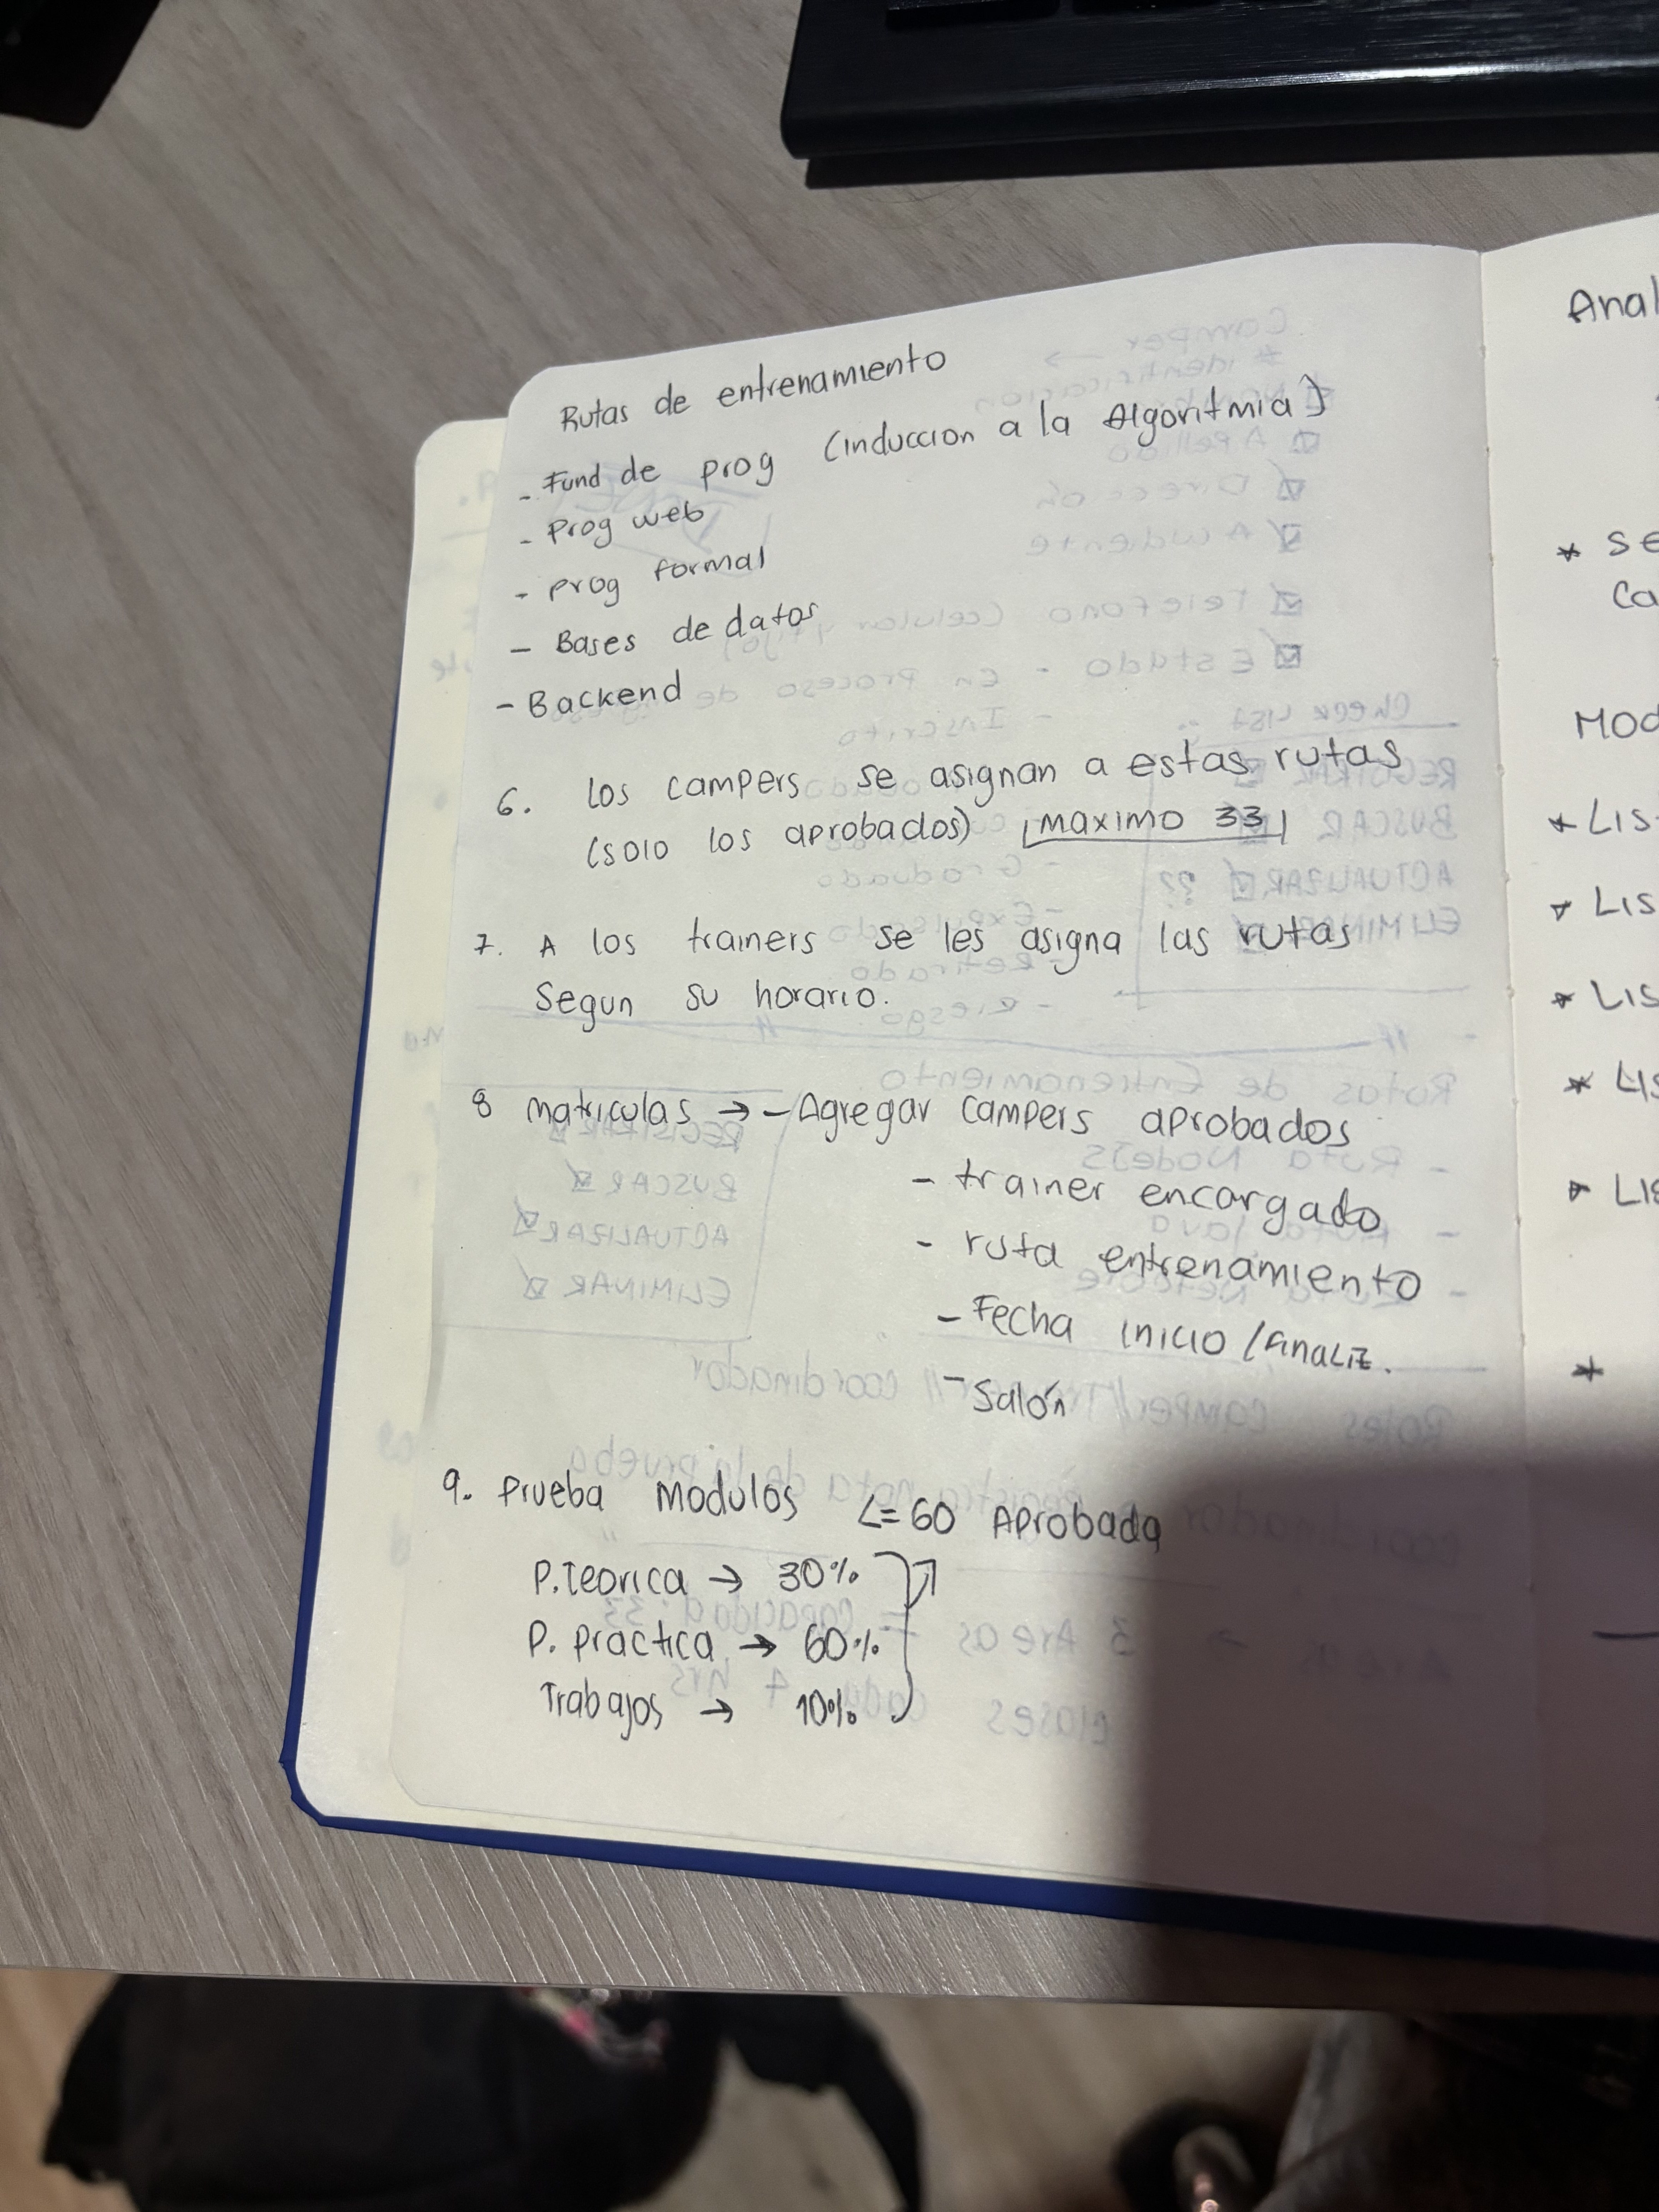 Rutas de entrenamiento
- Fund de prog (induccion a la Algoritmia)
- Prog web
- Prog formal
- Bases de datos
- Backend
6. Los campers se asignan a estas rutas
(solo los aprobados) maximo 33
7. A los trainers se les asigna las rutas
Segun su horario.
8 matriculas → - Agregar campers aprobados
- trainer encargado
- ruta entrenamiento
- Fecha inicio / finaliz.
- Salón
9. Prueba Modulos <=60 Aprobada
P. Teorica → 30%
P. practica → 60%
Trabajos → 10%
Anal
* se
ca
Mod
* Lis
* Lis
* Lis
* Lis
* Lis
*